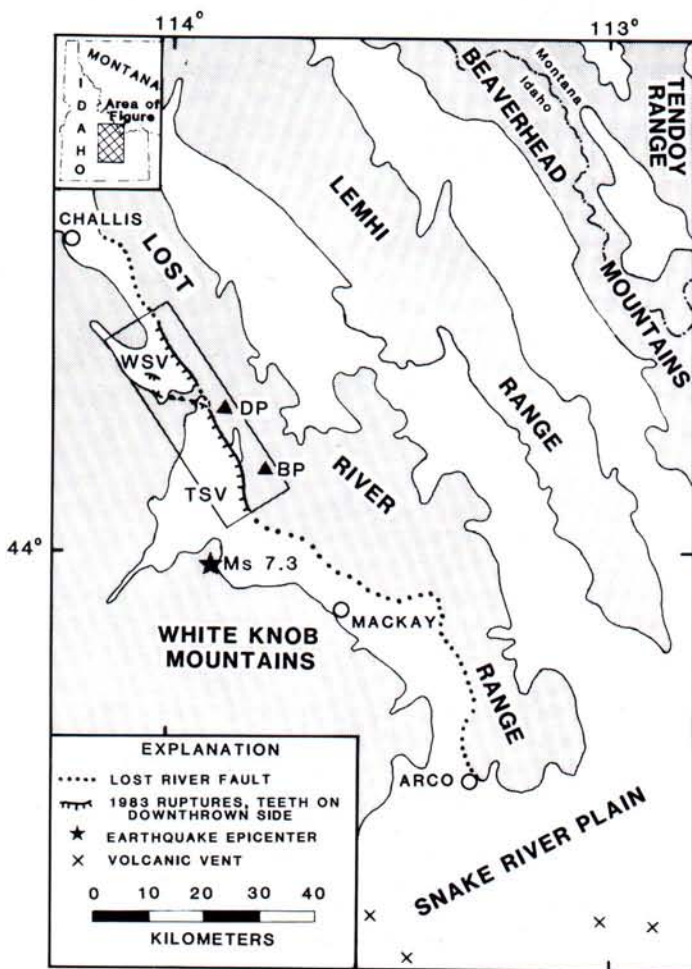 114°
113°
MONTANA
IDAHO
Area of
Figure
Montana
Idaho
BEAVERHEAD
MOUNTAINS
TENDOY
RANGE
CHALLIS
LOST
RIVER
RANGE
LEMHI
RANGE
WSV
DP
BP
TSV
44°
Ms 7.3
MACKAY
WHITE KNOB
MOUNTAINS
ARCO
SNAKE RIVER PLAIN
EXPLANATION
LOST RIVER FAULT
1983 RUPTURES, TEETH ON
DOWNTHROWN SIDE
EARTHQUAKE EPICENTER
VOLCANIC VENT
0 10 20 30 40
KILOMETERS